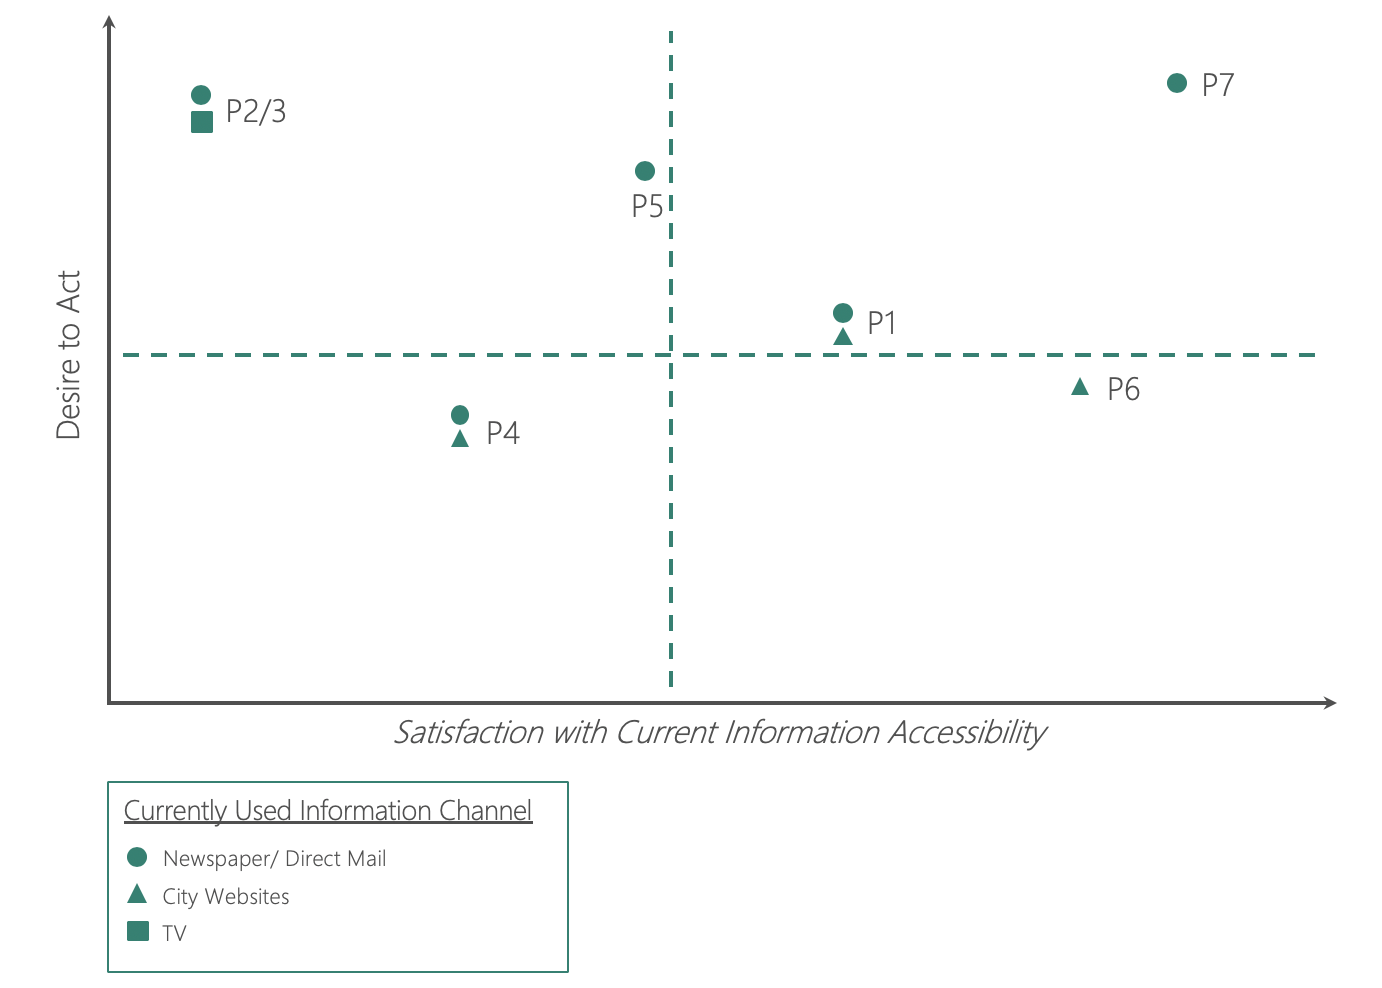 P7
P2/3
P5
P1
P6
P4
Desire to Act
Satisfaction with Current Information Accessibility
Currently Used Information Channel
Newspaper/ Direct Mail
City Websites
TV